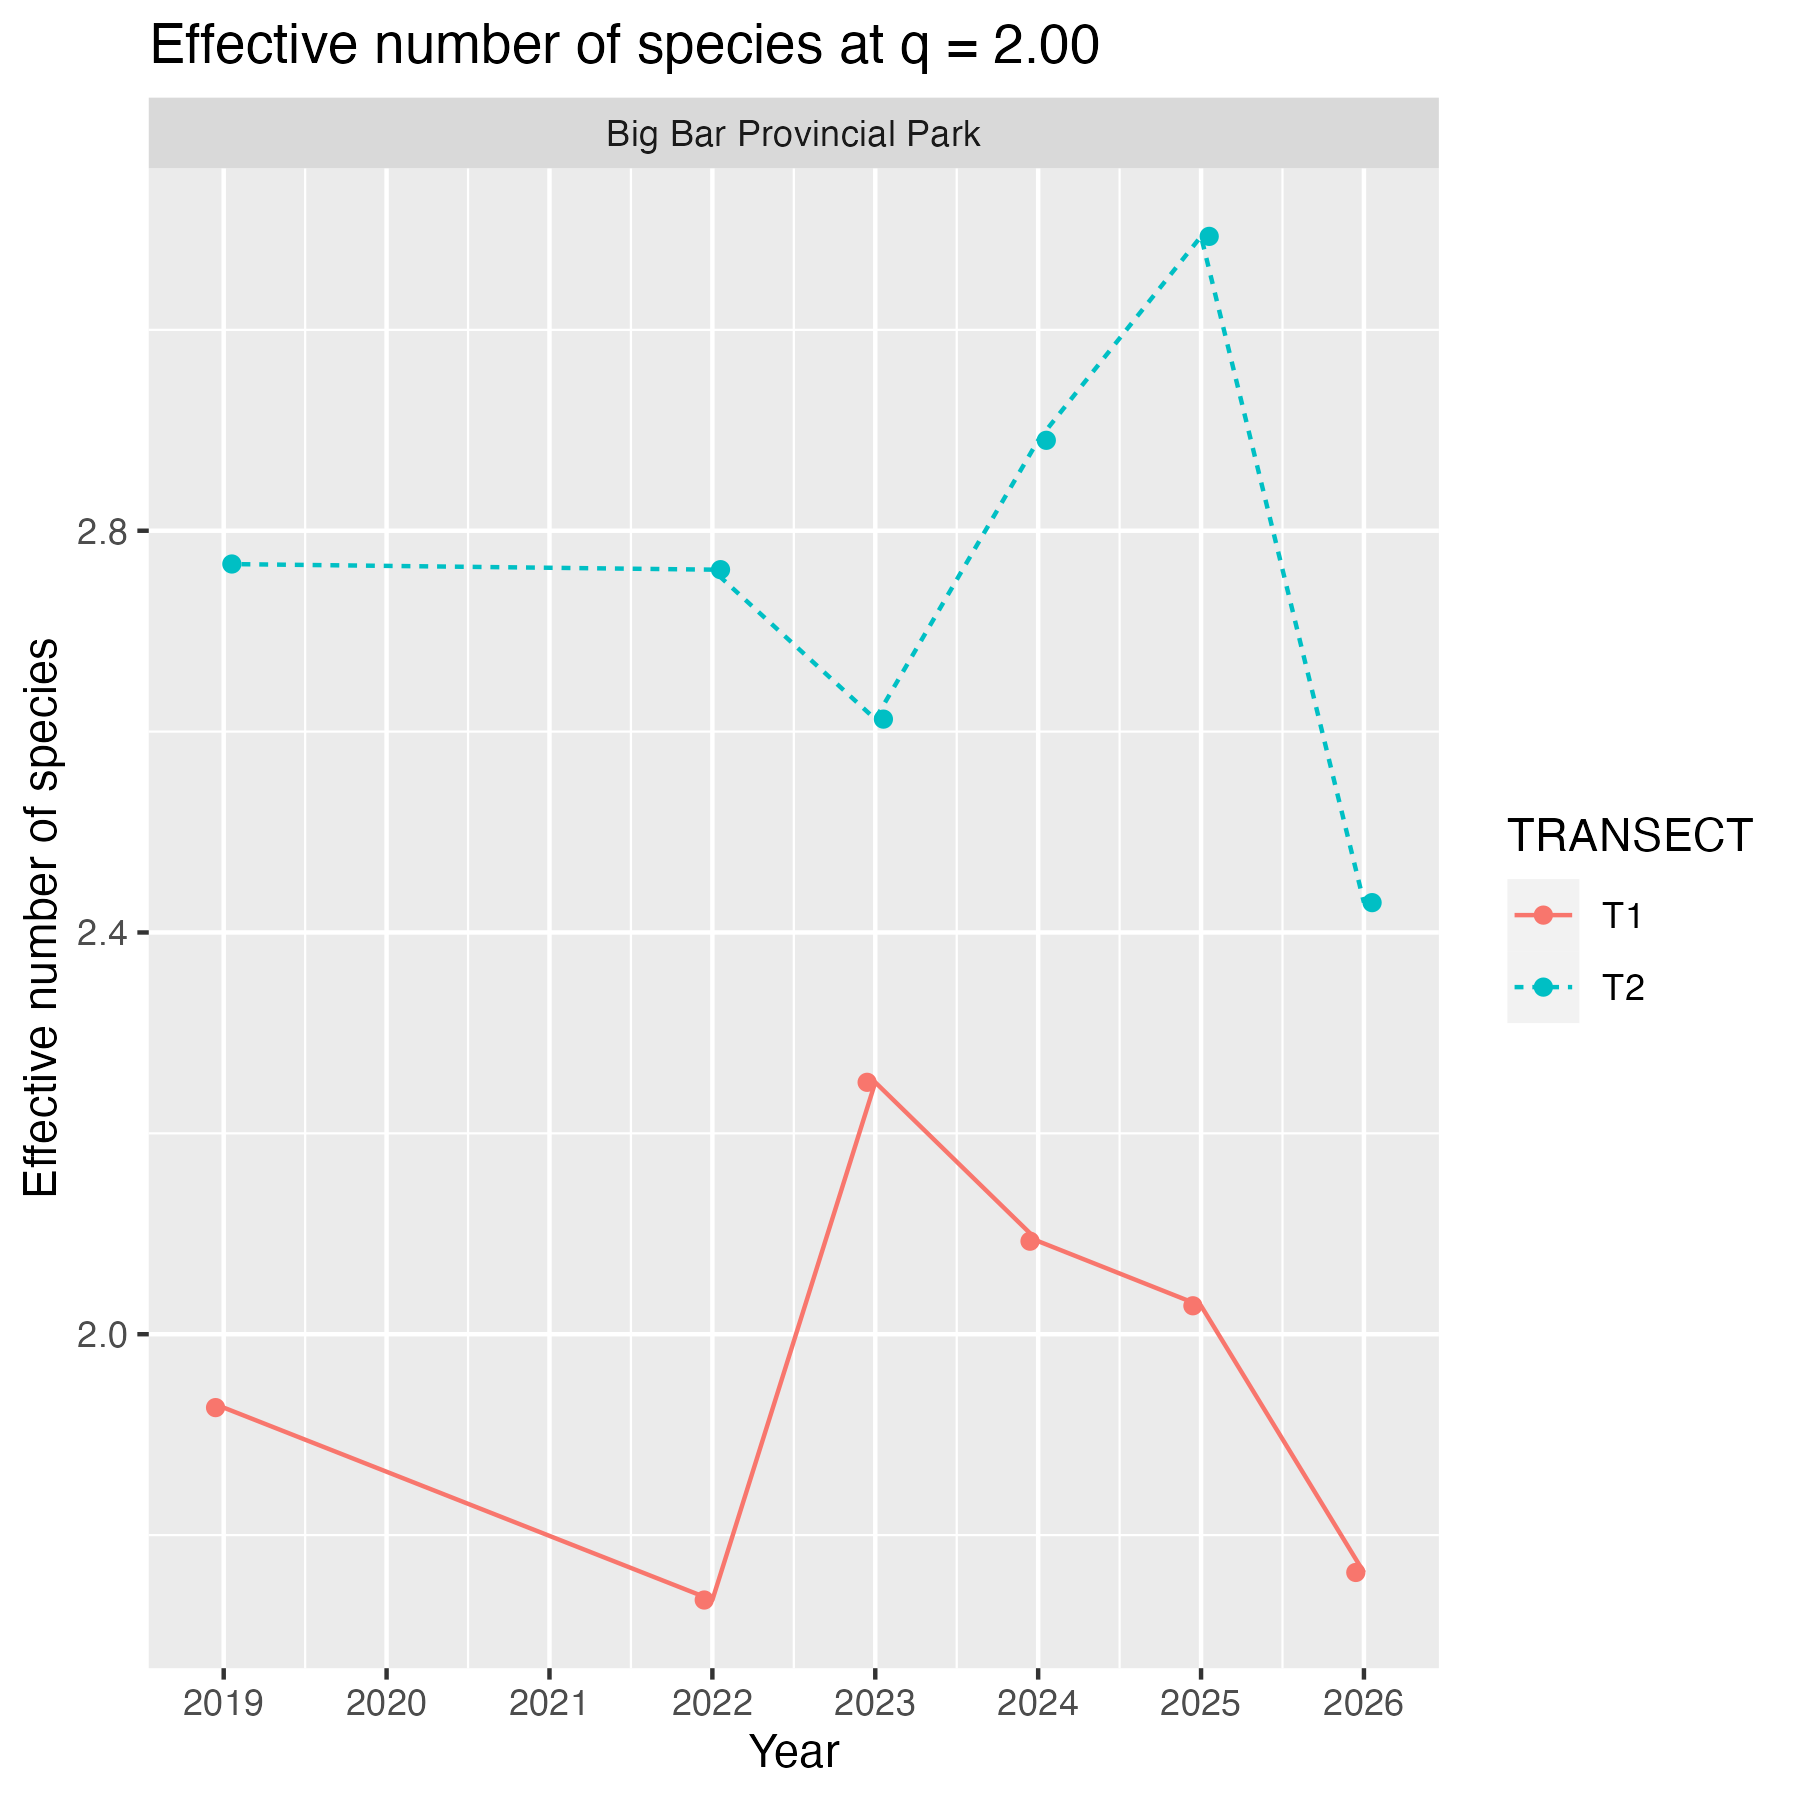 Effective number of species at q = 2.00
Big Bar Provincial Park
Effective number of species
2.8
2.4
2.0
2019 2020 2021 2022 2023 2024 2025 2026
Year
TRANSECT
T1
T2